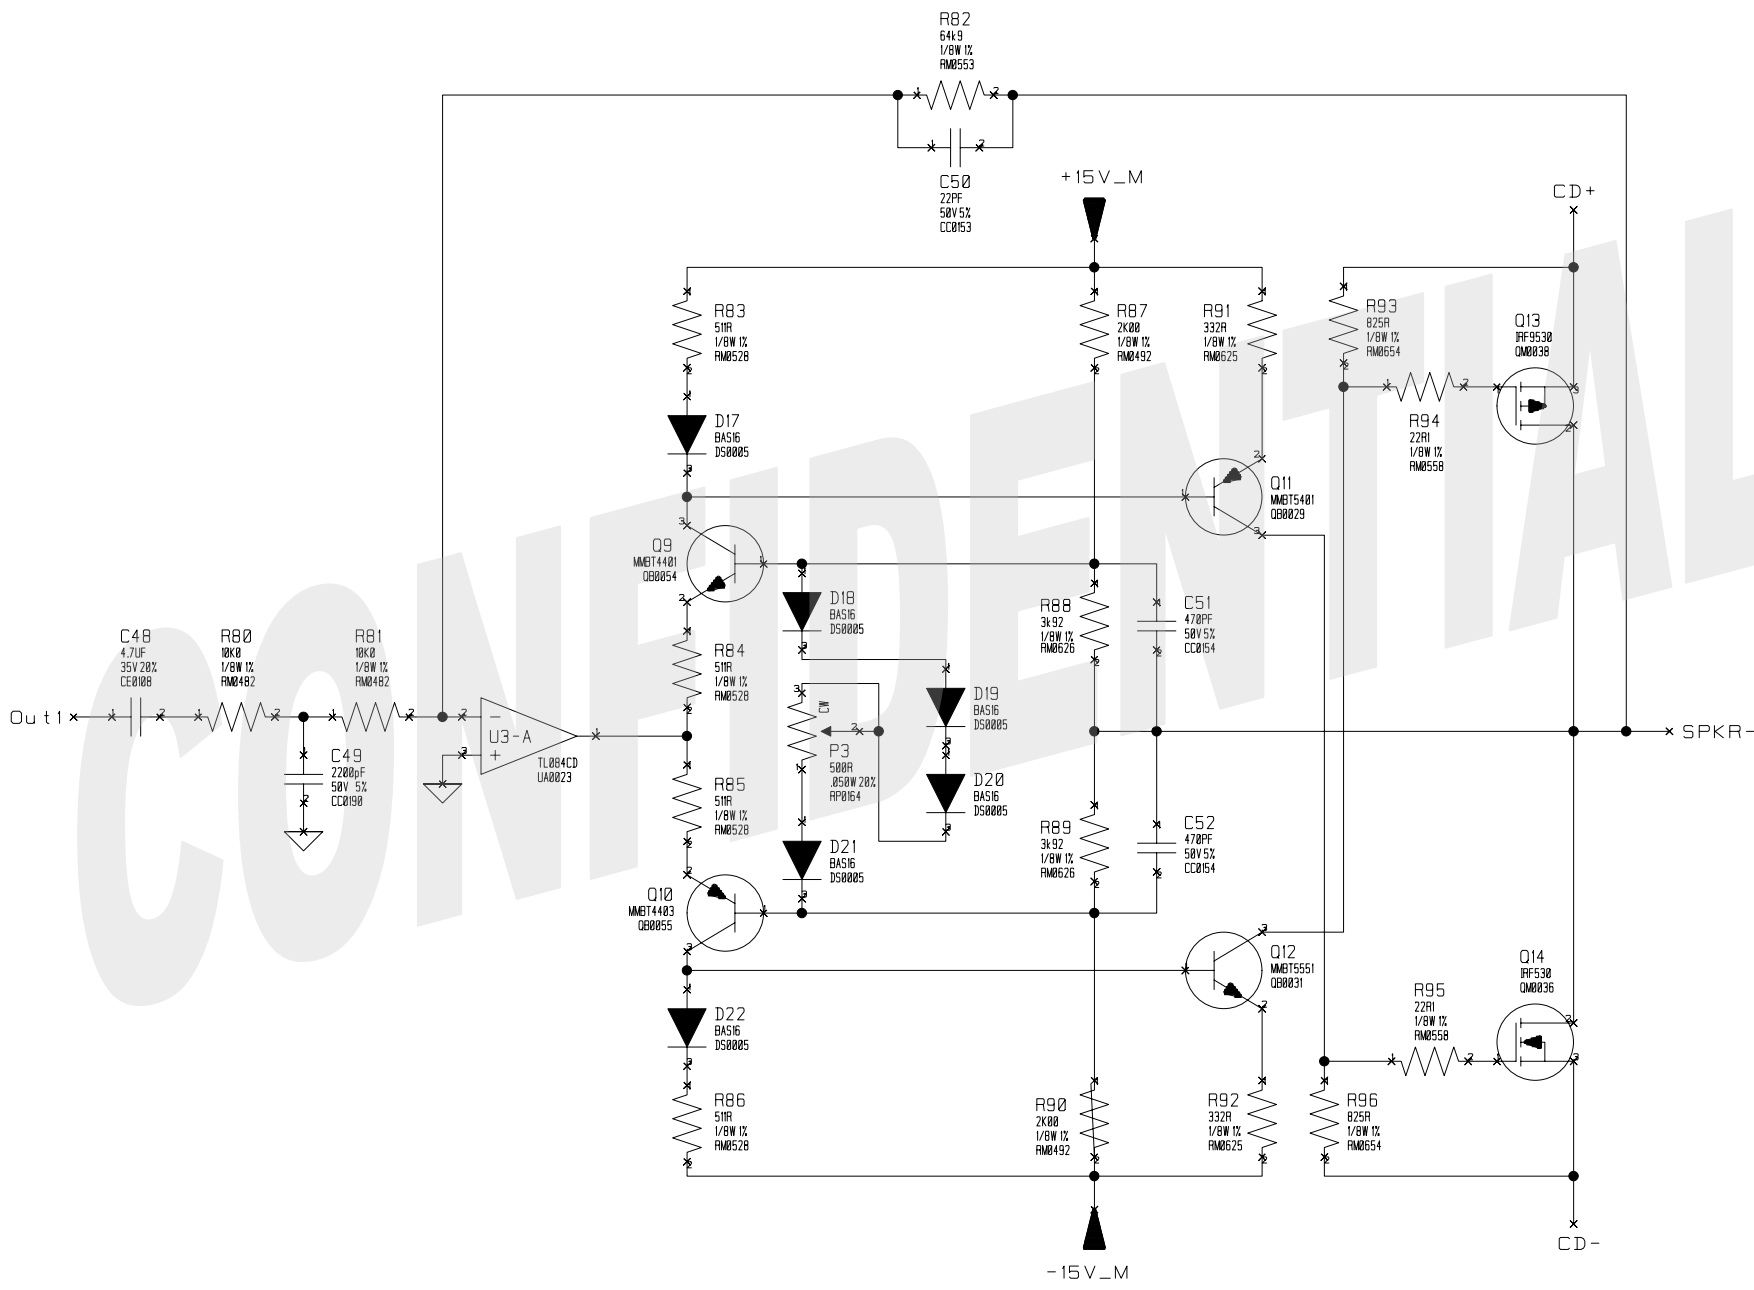 R82
64k9
1/8W 1%
RM0553
C50
22PF
50V 5%
CC0153
+15V_M
CD+
R83
511R
1/8W 1%
RM0528
R87
2K00
1/8W 1%
RM0492
R91
332R
1/8W 1%
RM0625
R93
825R
1/8W 1%
RM0654
Q13
IRF9530
QM0038
R94
22R1
1/8W 1%
RM0558
D17
BAS16
DS0005
Q11
MMBT5401
QB0029
Q9
MMBT4401
QB0054
D18
BAS16
DS0005
R88
3k92
1/8W 1%
RM0626
C51
470PF
50V 5%
CC0154
C48
4.7UF
35V 20%
CE0108
R80
10K0
1/8W 1%
RM0482
R81
10K0
1/8W 1%
RM0482
R84
511R
1/8W 1%
RM0528
D19
BAS16
DS0005
CW
Out1
U3-A
TL084CD
UA0023
P3
500R
.050W 20%
RP0164
SPKR-
C49
2200pF
50V 5%
CC0190
R85
511R
1/8W 1%
RM0528
D20
BAS16
DS0005
R89
3k92
1/8W 1%
RM0626
C52
470PF
50V 5%
CC0154
D21
BAS16
DS0005
Q10
MMBT4403
QB0055
Q12
MMBT5551
QB0031
Q14
IRF530
QM0036
R95
22R1
1/8W 1%
RM0558
D22
BAS16
DS0005
R86
511R
1/8W 1%
RM0528
R90
2K00
1/8W 1%
RM0492
R92
332R
1/8W 1%
RM0625
R96
825R
1/8W 1%
RM0654
CD-
-15V_M
CONFIDENTIAL